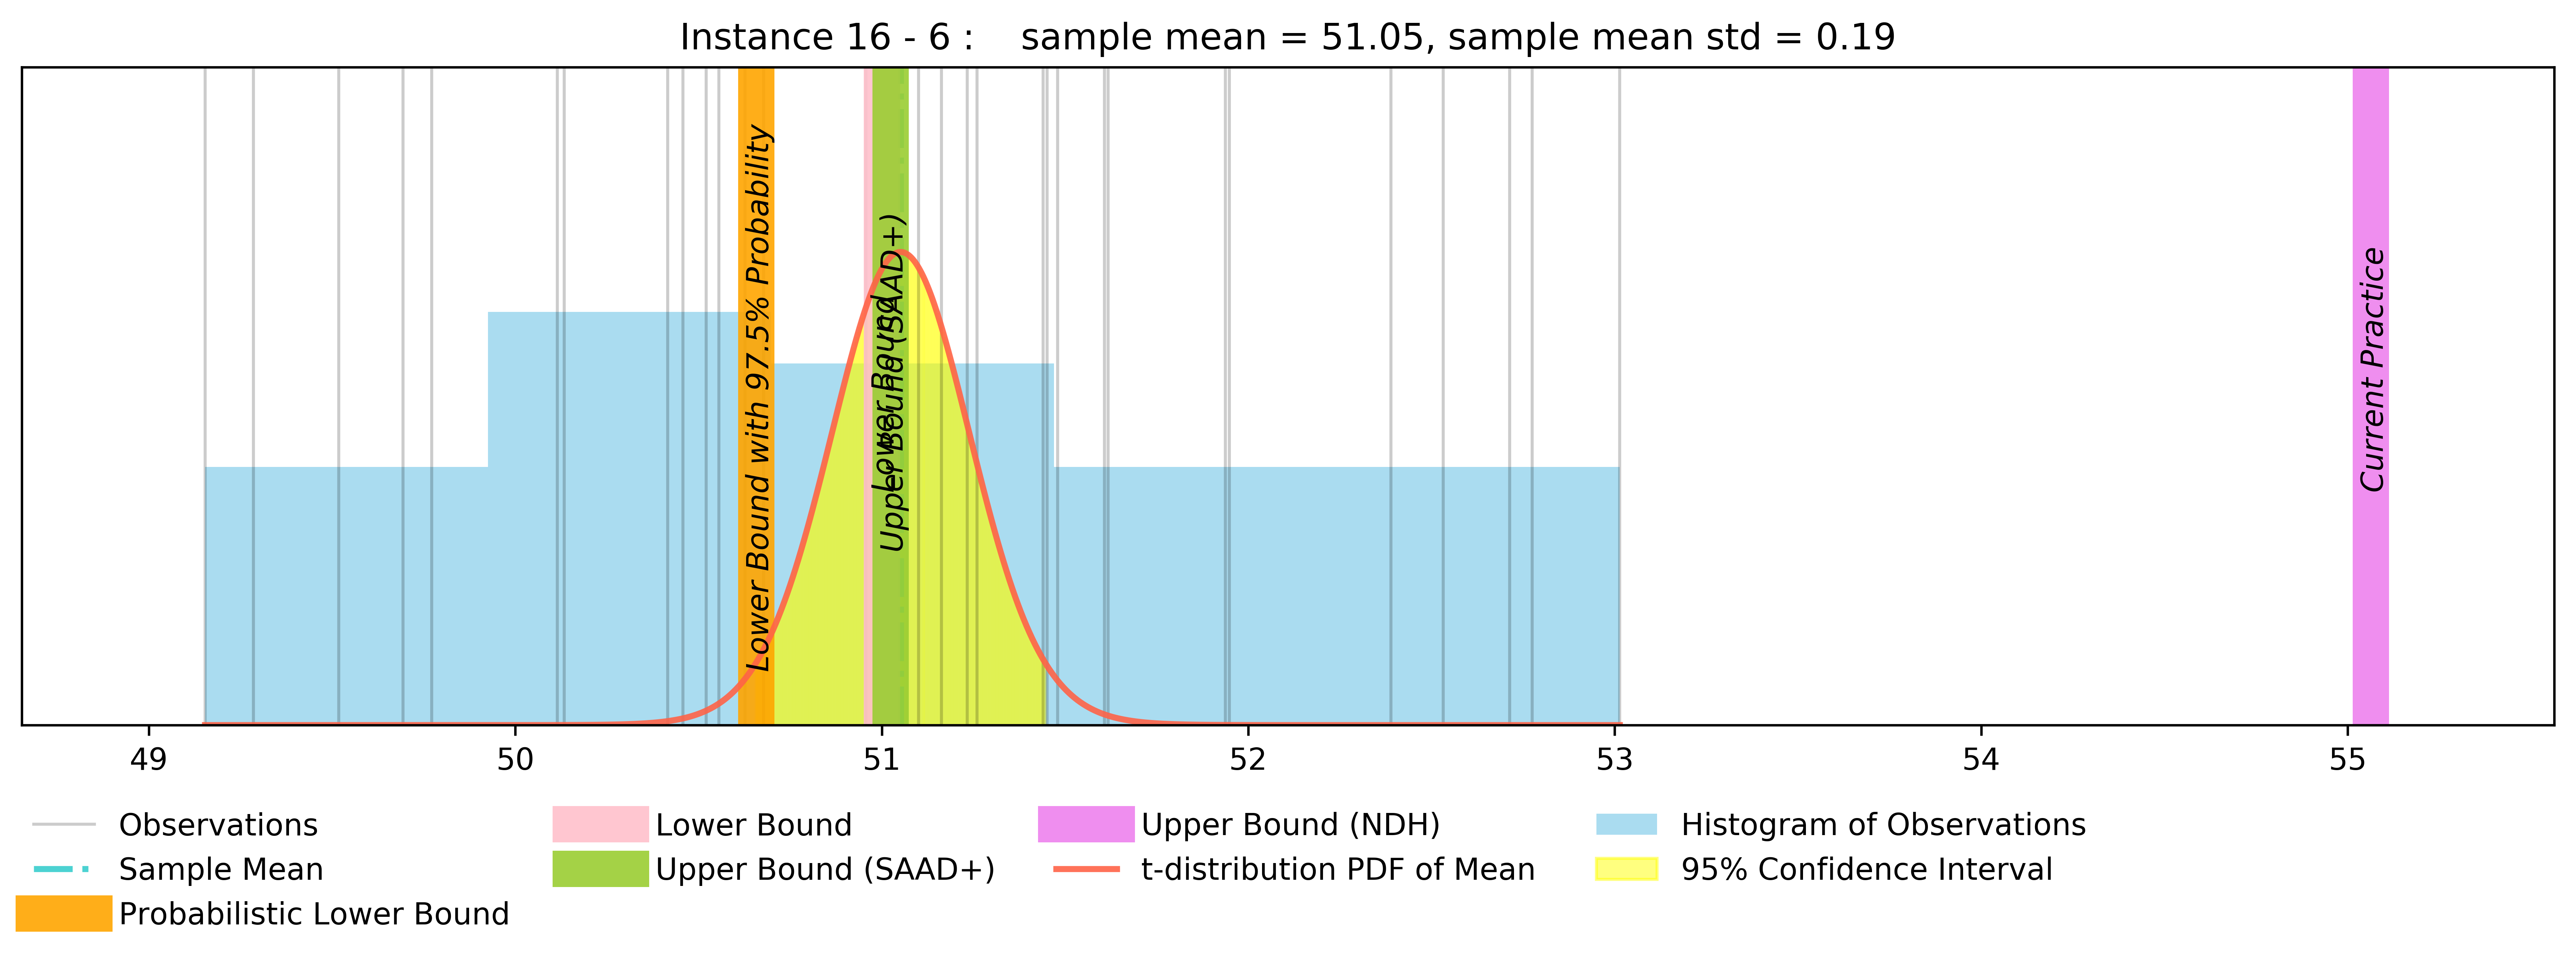 Instance 16 - 6 :    sample mean = 51.05, sample mean std = 0.19
Lower Bound with 97.5% Probability
Lower Bound
Upper Bound (SAAD+)
Current Practice
49 50 51 52 53 54 55
Observations
Sample Mean
Probabilistic Lower Bound
Lower Bound
Upper Bound (SAAD+)
Upper Bound (NDH)
t-distribution PDF of Mean
Histogram of Observations
95% Confidence Interval